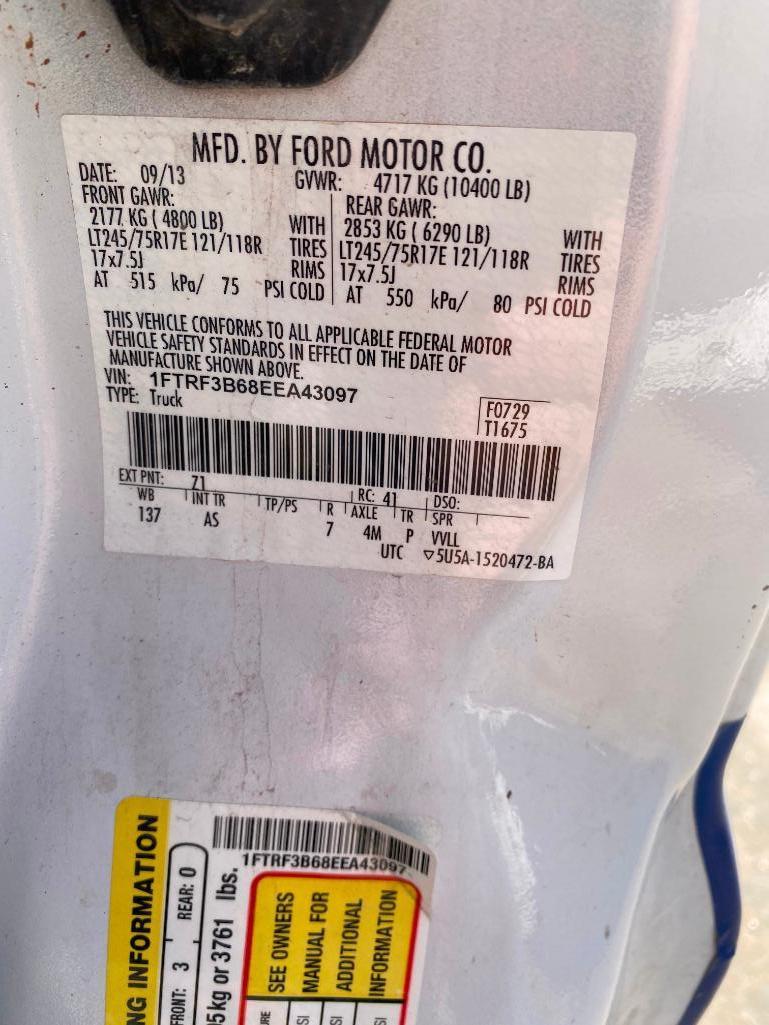 MFD. BY FORD MOTOR CO.
DATE: 09/13 GVWR: 4717 KG (10400 LB)
FRONT GAWR: REAR GAWR:
2177 KG ( 4800 LB) WITH 2853 KG ( 6290 LB) WITH
LT245/75R17E 121/118R TIRES LT245/75R17E 121/118R TIRES
17x7.5J RIMS 17x7.5J RIMS
AT 515 kPa/ 75 PSI COLD AT 550 kPa/ 80 PSI COLD
THIS VEHICLE CONFORMS TO ALL APPLICABLE FEDERAL MOTOR
VEHICLE SAFETY STANDARDS IN EFFECT ON THE DATE OF
MANUFACTURE SHOWN ABOVE.
VIN: 1FTRF3B68EEA43097
TYPE: Truck
F0729
T1675
EXT PNT: Z1 RC: 41 DSO:
WB INT TR TP/PS R AXLE TR SPR
137 AS 7 4M P VVLL
UTC ▽5U5A-1520472-BA
1FTRF3B68EEA43097
NG INFORMATION
FRONT: 3 REAR: 0
5kg or 3761 lbs.
SEE OWNERS
MANUAL FOR
ADDITIONAL
INFORMATION